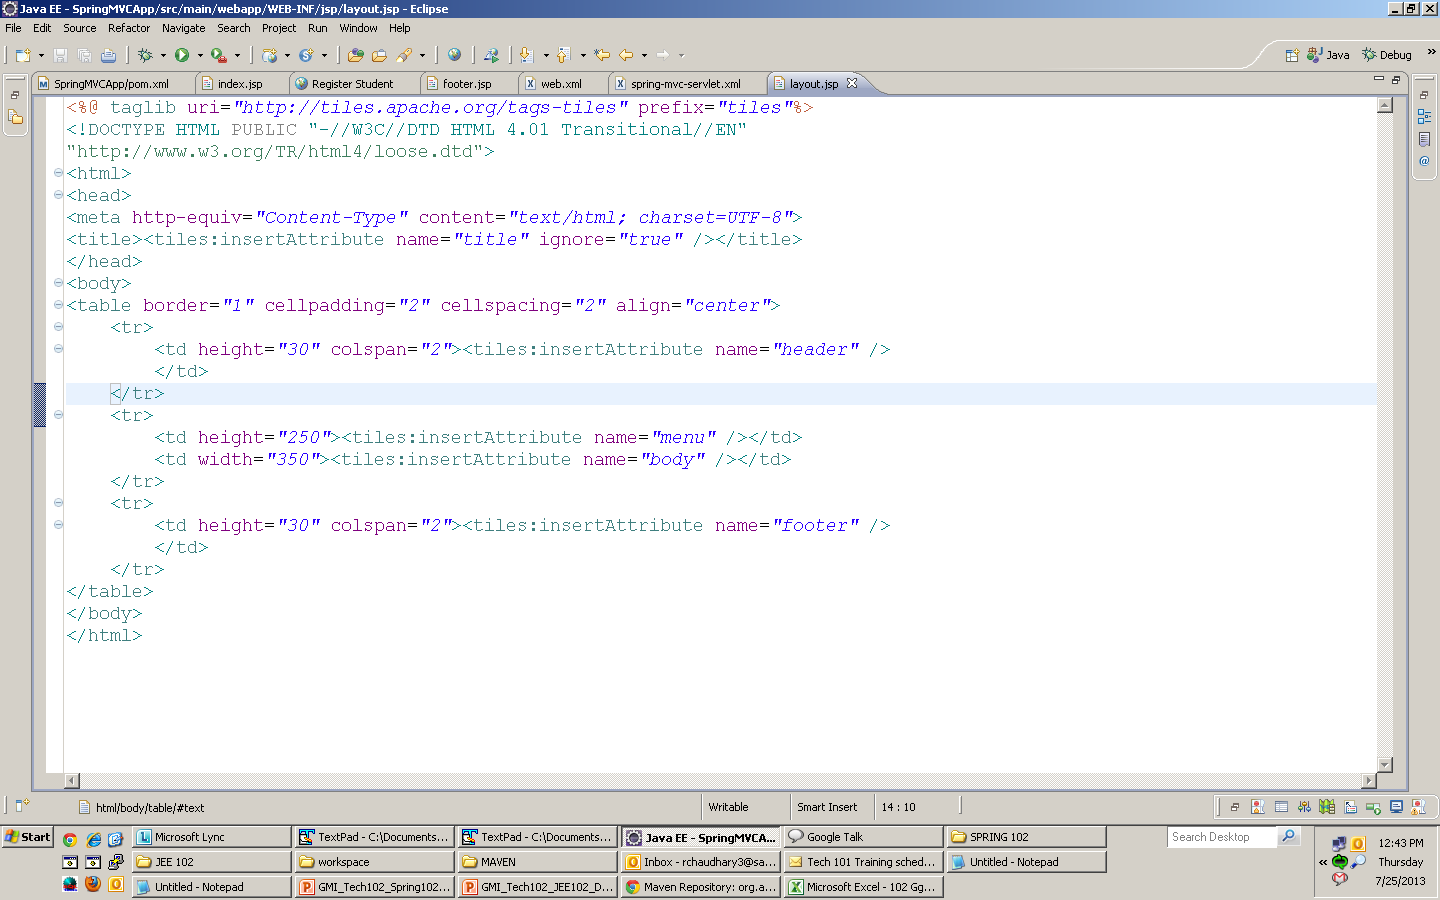 Java EE - SpringMVCApp/src/main/webapp/WEB-INF/jsp/layout.jsp - Eclipse
File Edit Source Refactor Navigate Search Project Run Window Help
Java Debug »
SpringMVCApp/pom.xml index.jsp Register Student footer.jsp web.xml spring-mvc-servlet.xml layout.jsp
<%@ taglib uri="http://tiles.apache.org/tags-tiles" prefix="tiles"%>
<!DOCTYPE HTML PUBLIC "-//W3C//DTD HTML 4.01 Transitional//EN"
"http://www.w3.org/TR/html4/loose.dtd">
<html>
<head>
<meta http-equiv="Content-Type" content="text/html; charset=UTF-8">
<title><tiles:insertAttribute name="title" ignore="true" /></title>
</head>
<body>
<table border="1" cellpadding="2" cellspacing="2" align="center">
    <tr>
        <td height="30" colspan="2"><tiles:insertAttribute name="header" />
        </td>
    </tr>
    <tr>
        <td height="250"><tiles:insertAttribute name="menu" /></td>
        <td width="350"><tiles:insertAttribute name="body" /></td>
    </tr>
    <tr>
        <td height="30" colspan="2"><tiles:insertAttribute name="footer" />
        </td>
    </tr>
</table>
</body>
</html>
html/body/table/#text Writable Smart Insert 14 : 10
Start Microsoft Lync TextPad - C:\Documents... TextPad - C:\Documents... Java EE - SpringMVCA... Google Talk SPRING 102 Search Desktop 12:43 PM
JEE 102 workspace MAVEN Inbox - rchaudhary3@sa... Tech 101 Training sched... Untitled - Notepad « Thursday
Untitled - Notepad GMI_Tech102_Spring102... GMI_Tech102_JEE102_D... Maven Repository: org.a... Microsoft Excel - 102 Gg... 7/25/2013